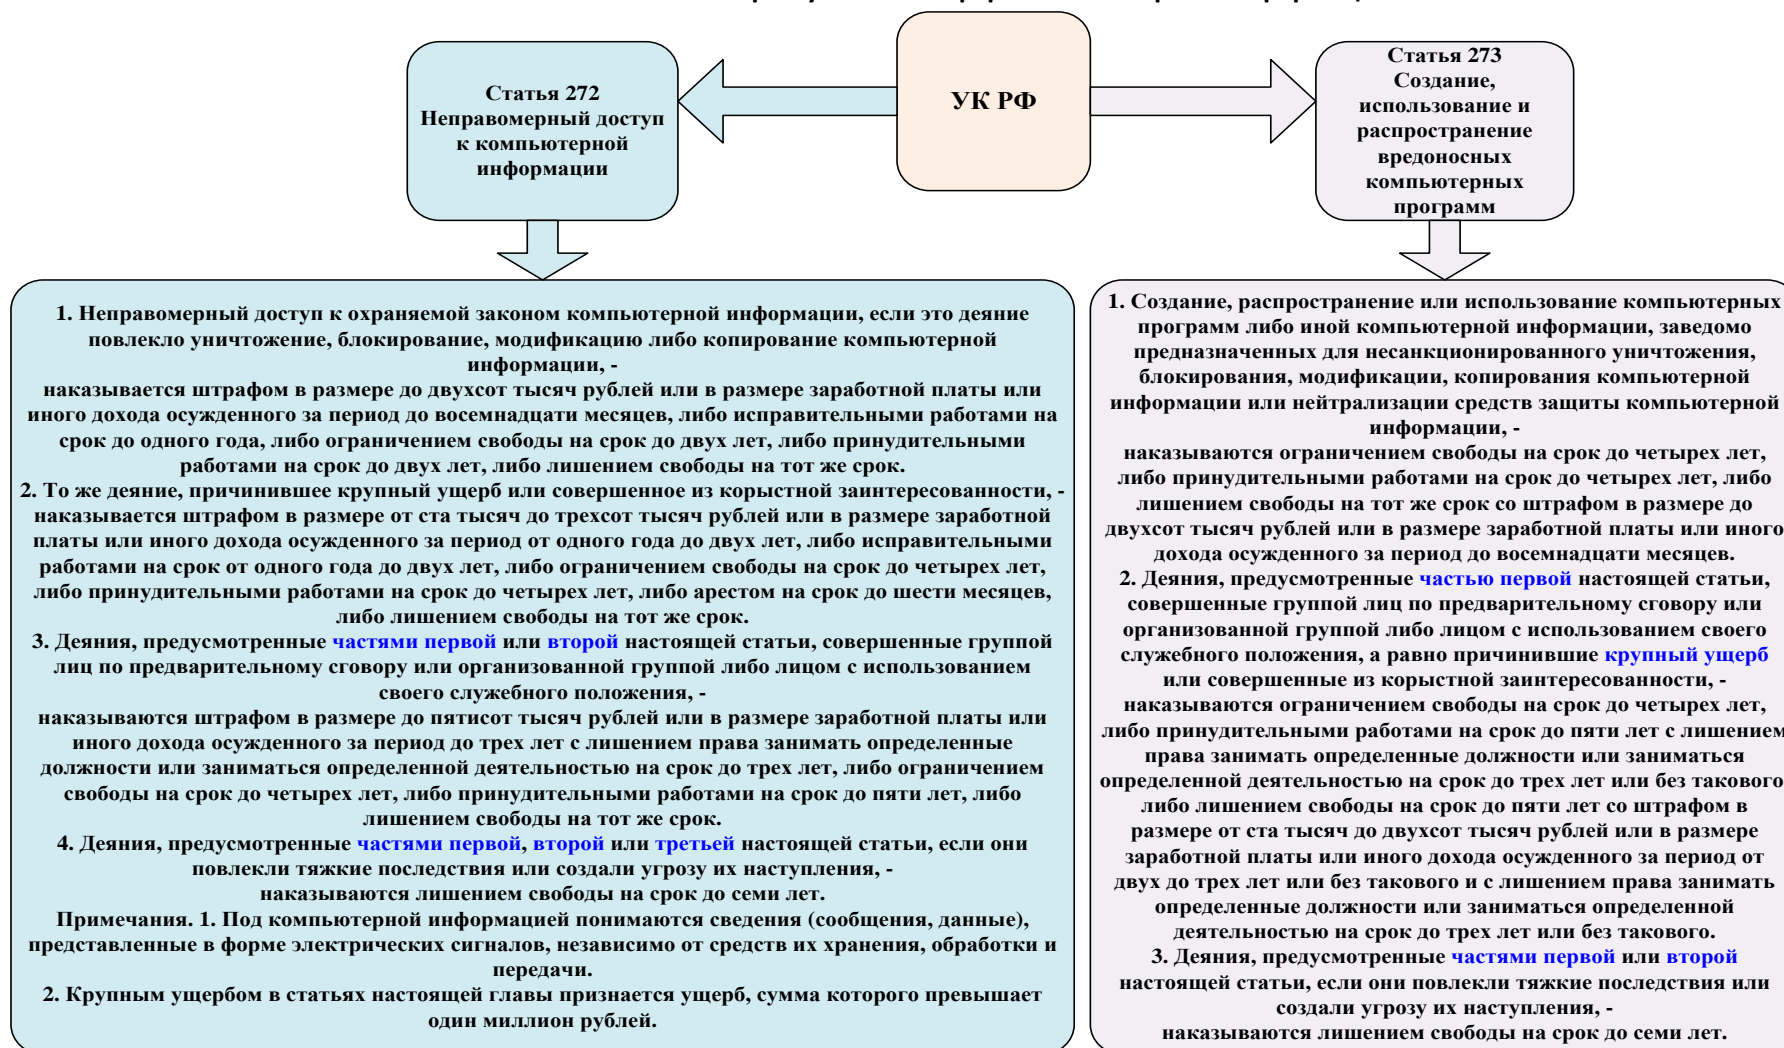 УК РФ
Статья 272
Неправомерный доступ
к компьютерной
информации
Статья 273
Создание,
использование и
распространение
вредоносных
компьютерных
программ
1. Неправомерный доступ к охраняемой законом компьютерной информации, если это деяние
повлекло уничтожение, блокирование, модификацию либо копирование компьютерной
информации, -
наказывается штрафом в размере до двухсот тысяч рублей или в размере заработной платы или
иного дохода осужденного за период до восемнадцати месяцев, либо исправительными работами на
срок до одного года, либо ограничением свободы на срок до двух лет, либо принудительными
работами на срок до двух лет, либо лишением свободы на тот же срок.
2. То же деяние, причинившее крупный ущерб или совершенное из корыстной заинтересованности, -
наказывается штрафом в размере от ста тысяч до трехсот тысяч рублей или в размере заработной
платы или иного дохода осужденного за период от одного года до двух лет, либо исправительными
работами на срок от одного года до двух лет, либо ограничением свободы на срок до четырех лет,
либо принудительными работами на срок до четырех лет, либо арестом на срок до шести месяцев,
либо лишением свободы на тот же срок.
3. Деяния, предусмотренные частями первой или второй настоящей статьи, совершенные группой
лиц по предварительному сговору или организованной группой либо лицом с использованием
своего служебного положения, -
наказываются штрафом в размере до пятисот тысяч рублей или в размере заработной платы или
иного дохода осужденного за период до трех лет с лишением права занимать определенные
должности или заниматься определенной деятельностью на срок до трех лет, либо ограничением
свободы на срок до четырех лет, либо принудительными работами на срок до пяти лет, либо
лишением свободы на тот же срок.
4. Деяния, предусмотренные частями первой, второй или третьей настоящей статьи, если они
повлекли тяжкие последствия или создали угрозу их наступления, -
наказываются лишением свободы на срок до семи лет.
Примечания. 1. Под компьютерной информацией понимаются сведения (сообщения, данные),
представленные в форме электрических сигналов, независимо от средств их хранения, обработки и
передачи.
2. Крупным ущербом в статьях настоящей главы признается ущерб, сумма которого превышает
один миллион рублей.
1. Создание, распространение или использование компьютерных
программ либо иной компьютерной информации, заведомо
предназначенных для несанкционированного уничтожения,
блокирования, модификации, копирования компьютерной
информации или нейтрализации средств защиты компьютерной
информации, -
наказываются ограничением свободы на срок до четырех лет,
либо принудительными работами на срок до четырех лет, либо
лишением свободы на тот же срок со штрафом в размере до
двухсот тысяч рублей или в размере заработной платы или иного
дохода осужденного за период до восемнадцати месяцев.
2. Деяния, предусмотренные частью первой настоящей статьи,
совершенные группой лиц по предварительному сговору или
организованной группой либо лицом с использованием своего
служебного положения, а равно причинившие крупный ущерб
или совершенные из корыстной заинтересованности, -
наказываются ограничением свободы на срок до четырех лет,
либо принудительными работами на срок до пяти лет с лишением
права занимать определенные должности или заниматься
определенной деятельностью на срок до трех лет или без такового
либо лишением свободы на срок до пяти лет со штрафом в
размере от ста тысяч до двухсот тысяч рублей или в размере
заработной платы или иного дохода осужденного за период от
двух до трех лет или без такового и с лишением права занимать
определенные должности или заниматься определенной
деятельностью на срок до трех лет или без такового.
3. Деяния, предусмотренные частями первой или второй
настоящей статьи, если они повлекли тяжкие последствия или
создали угрозу их наступления, -
наказываются лишением свободы на срок до семи лет.